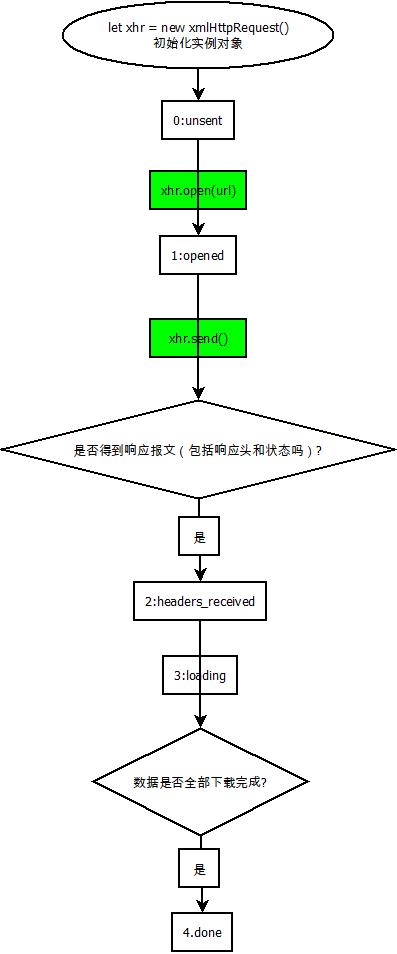 let xhr = new xmlHttpRequest()
初始化实例对象
0:unsent
xhr.open(url)
1:opened
xhr.send()
是否得到响应报文（包括响应头和状态吗）?
是
2:headers_received
3:loading
数据是否全部下载完成?
是
4.done